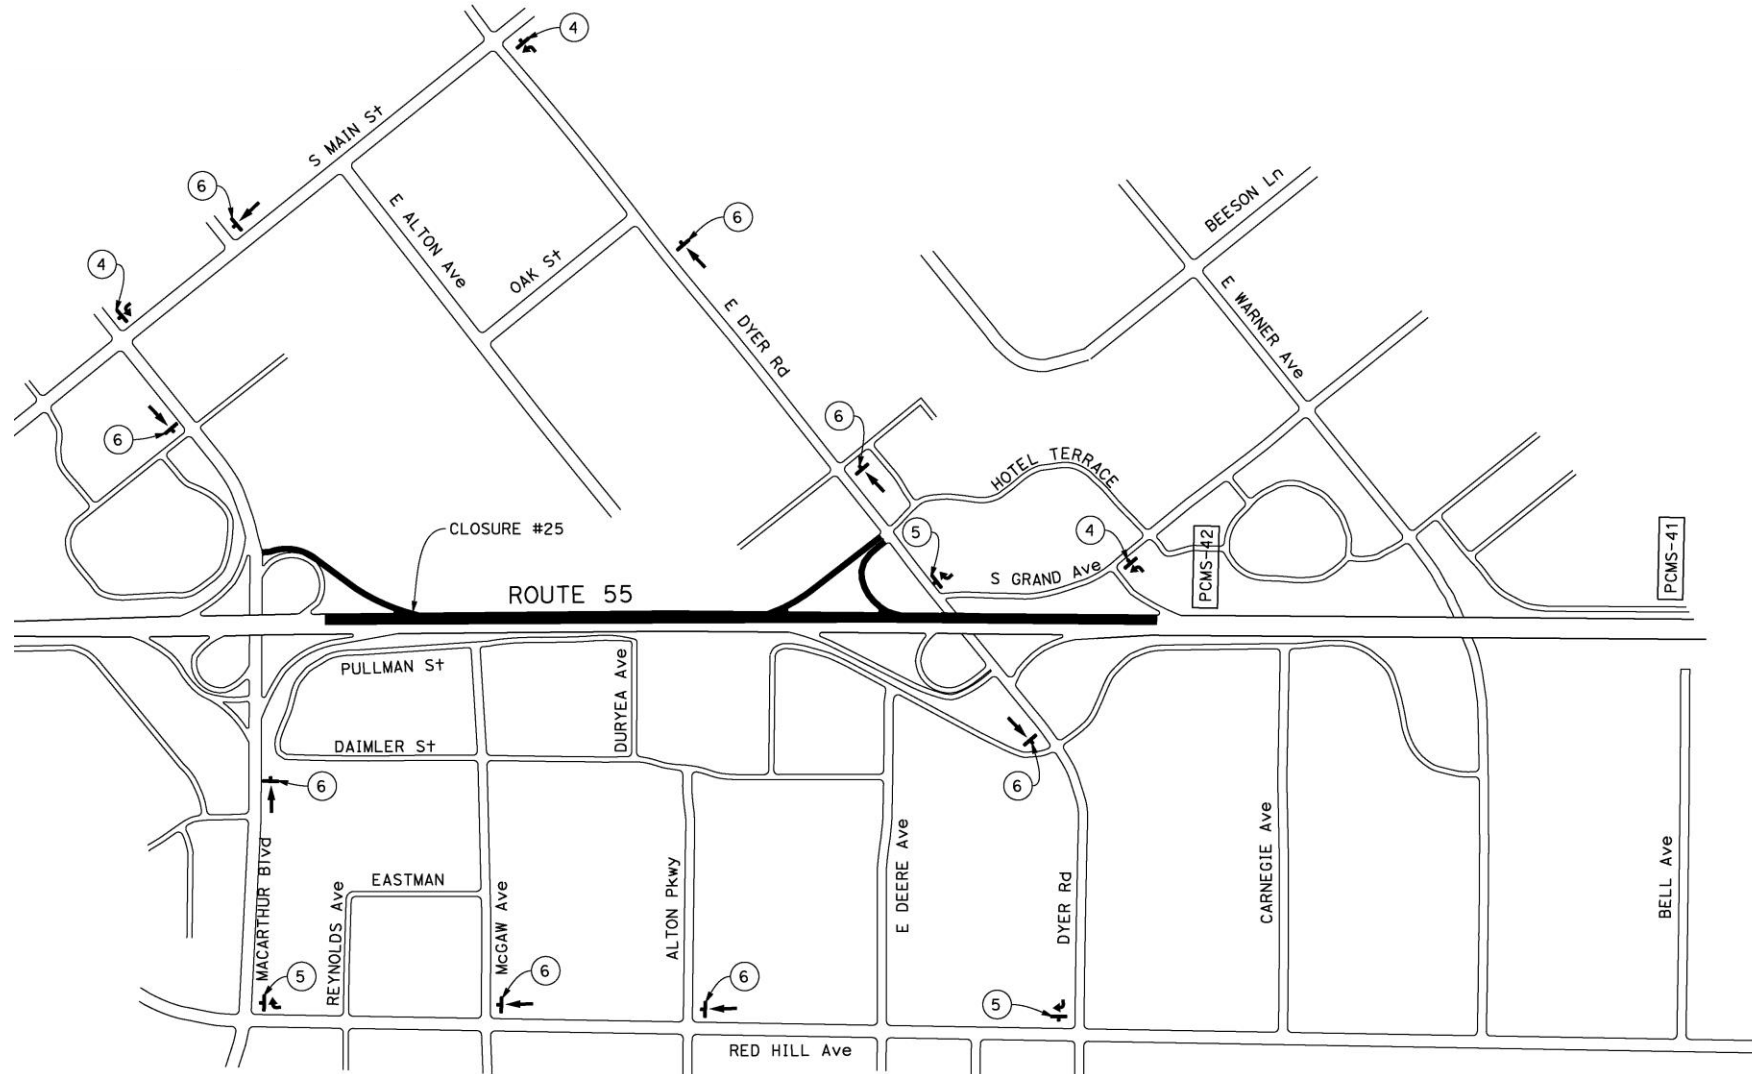 4
S MAIN St
6
E ALTON Ave
BEESON Ln
6
OAK St
4
E WARNER Ave
E DYER Rd
6
6
HOTEL TERRACE
CLOSURE #25
5
4
PCMS-42
PCMS-41
S GRAND Ave
ROUTE 55
PULLMAN St
DURYEA Ave
DAIMLER St
6
6
MACARTHUR Blvd
EASTMAN
REYNOLDS Ave
McGAW Ave
ALTON Pkwy
E DEERE Ave
DYER Rd
CARNEGIE Ave
BELL Ave
5
6
6
5
RED HILL Ave